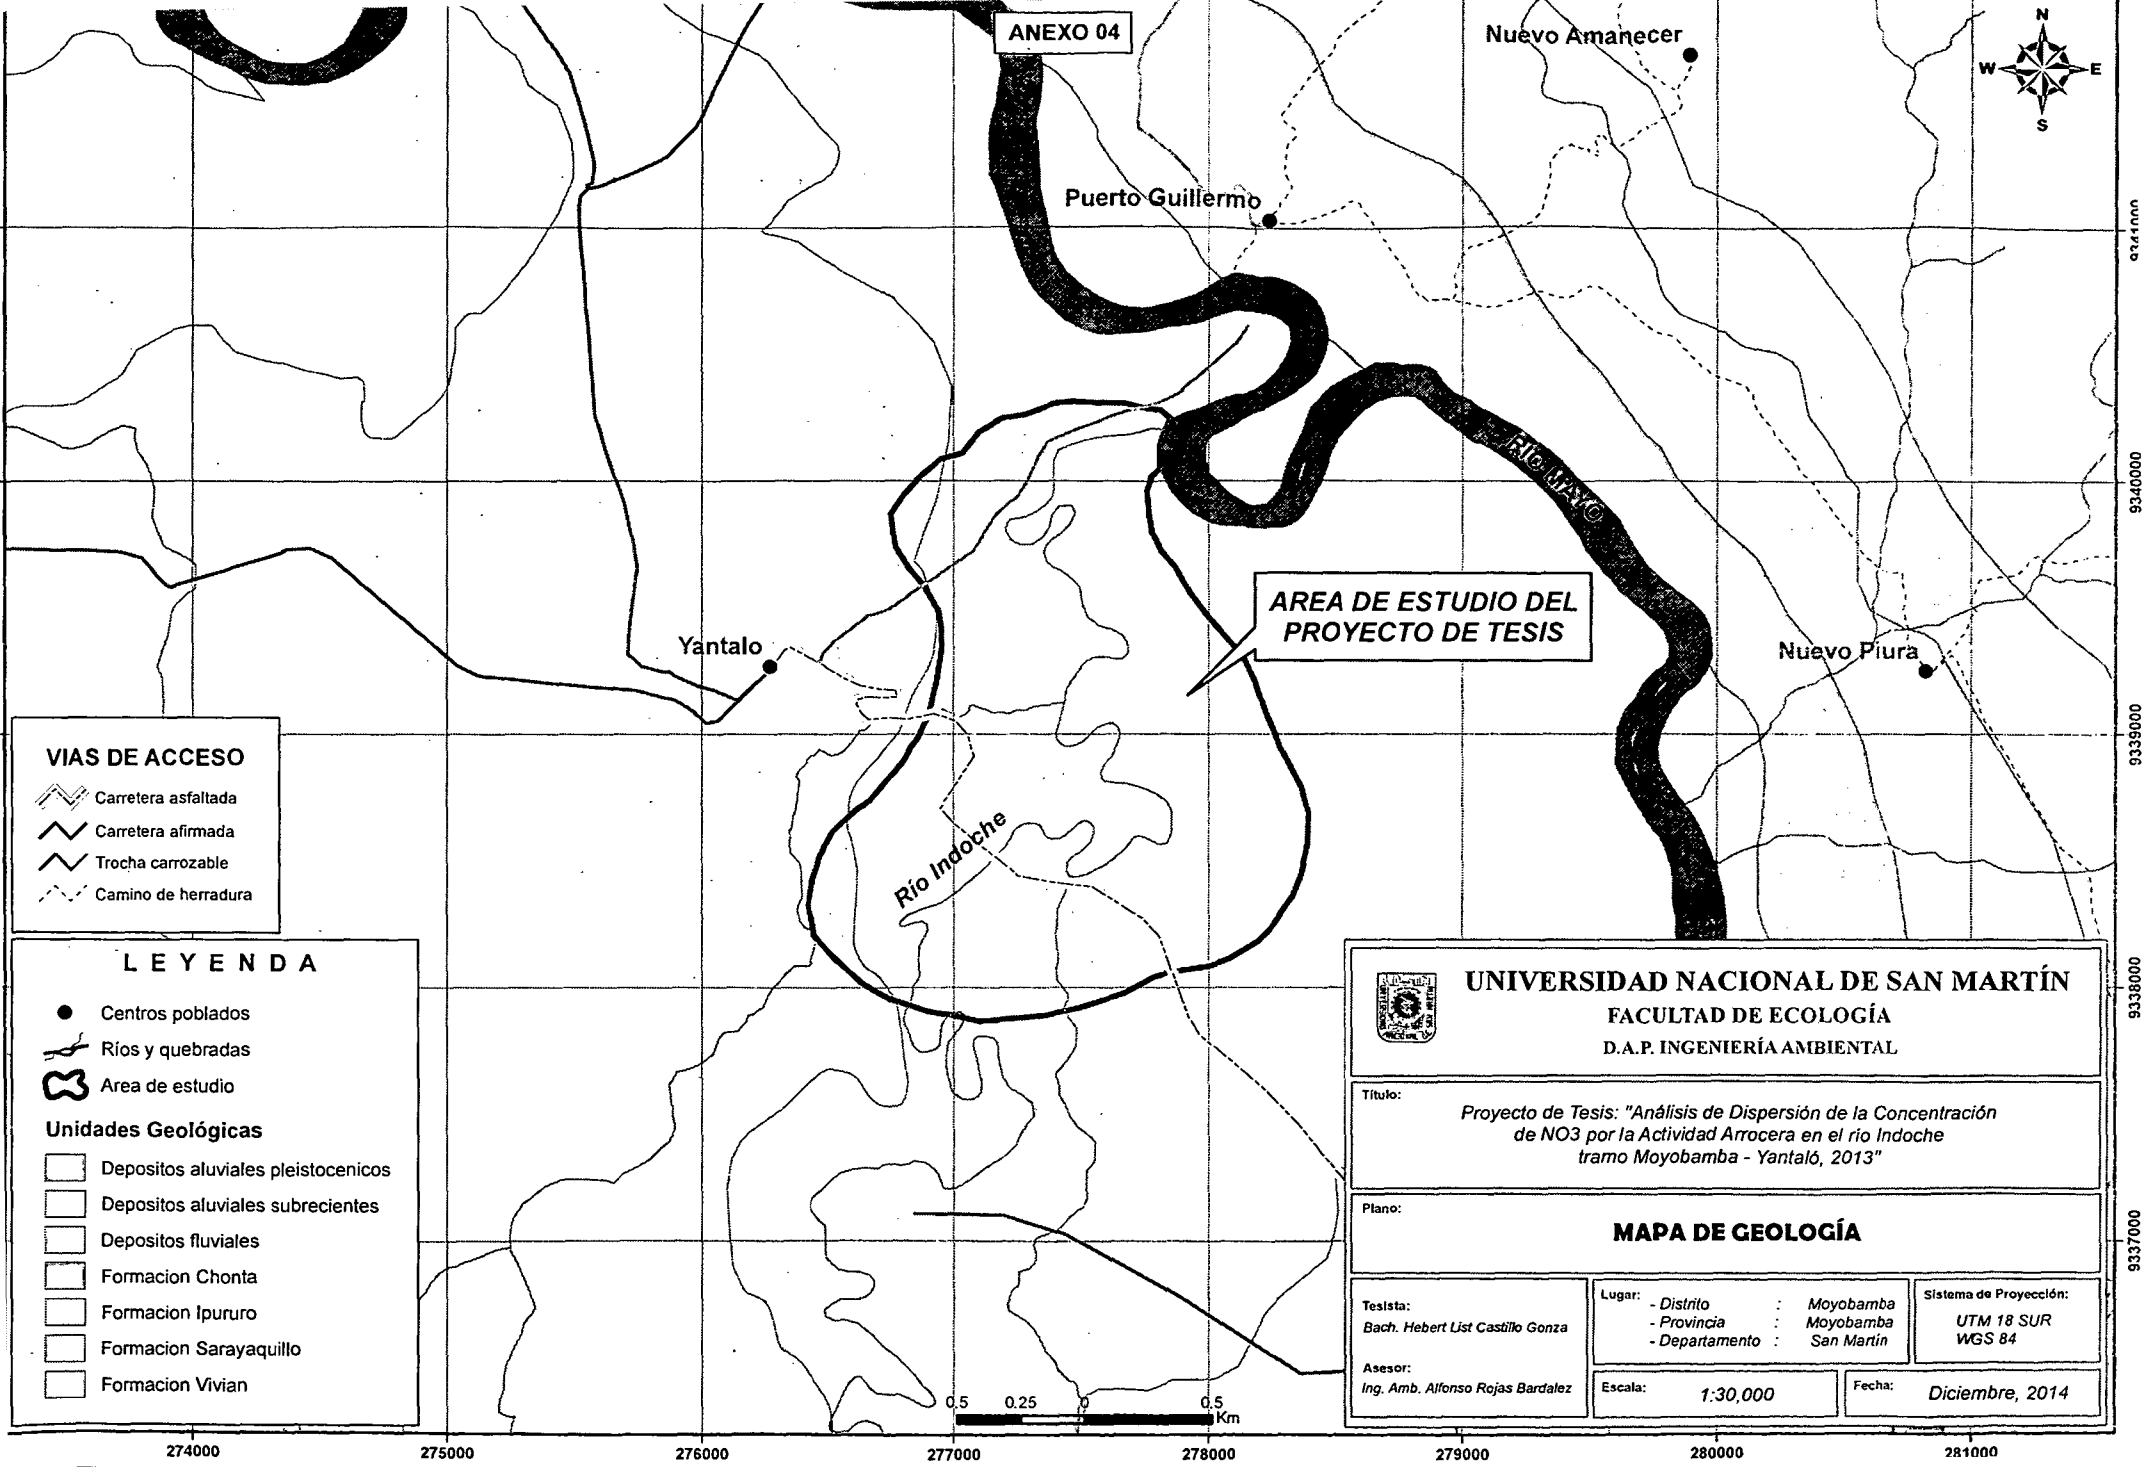 ANEXO 04
Nuevo Amanecer
N
W E
S
Puerto Guillermo
9341000
RÍO MAYO
9340000
AREA DE ESTUDIO DEL
PROYECTO DE TESIS
Yantalo
Nuevo Piura
9339000
VIAS DE ACCESO
Carretera asfaltada
Carretera afirmada
Trocha carrozable
Camino de herradura
Río Indoche
LEYENDA
Centros poblados
Ríos y quebradas
Area de estudio
Unidades Geológicas
Depositos aluviales pleistocenicos
Depositos aluviales subrecientes
Depositos fluviales
Formacion Chonta
Formacion Ipururo
Formacion Sarayaquillo
Formacion Vivian
UNIVERSIDAD NACIONAL DE SAN MARTÍN
FACULTAD DE ECOLOGÍA
D.A.P. INGENIERÍA AMBIENTAL
9338000
Título:
Proyecto de Tesis: "Análisis de Dispersión de la Concentración
de NO3 por la Actividad Arrocera en el rio Indoche
tramo Moyobamba - Yantaló, 2013"
Plano:
MAPA DE GEOLOGÍA
9337000
Tesista:
Bach. Hebert List Castillo Gonza
Asesor:
Ing. Amb. Alfonso Rojas Bardalez
Lugar: - Distrito : Moyobamba
- Provincia : Moyobamba
- Departamento : San Martín
Sistema de Proyección:
UTM 18 SUR
WGS 84
Escala: 1:30,000
Fecha: Diciembre, 2014
0.5 0.25 0 0.5
Km
274000 275000 276000 277000 278000 279000 280000 281000